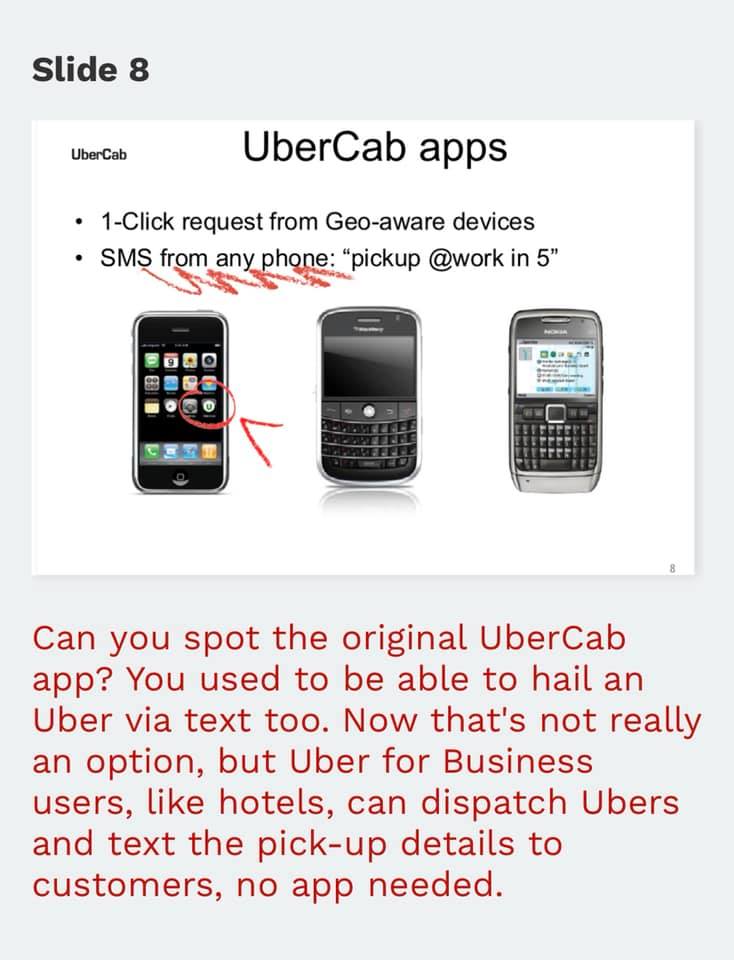 Slide 8
UberCab
UberCab apps
• 1-Click request from Geo-aware devices
• SMS from any phone: “pickup @work in 5”
BlackBerry
NOKIA
8
Can you spot the original UberCab
app? You used to be able to hail an
Uber via text too. Now that's not really
an option, but Uber for Business
users, like hotels, can dispatch Ubers
and text the pick-up details to
customers, no app needed.